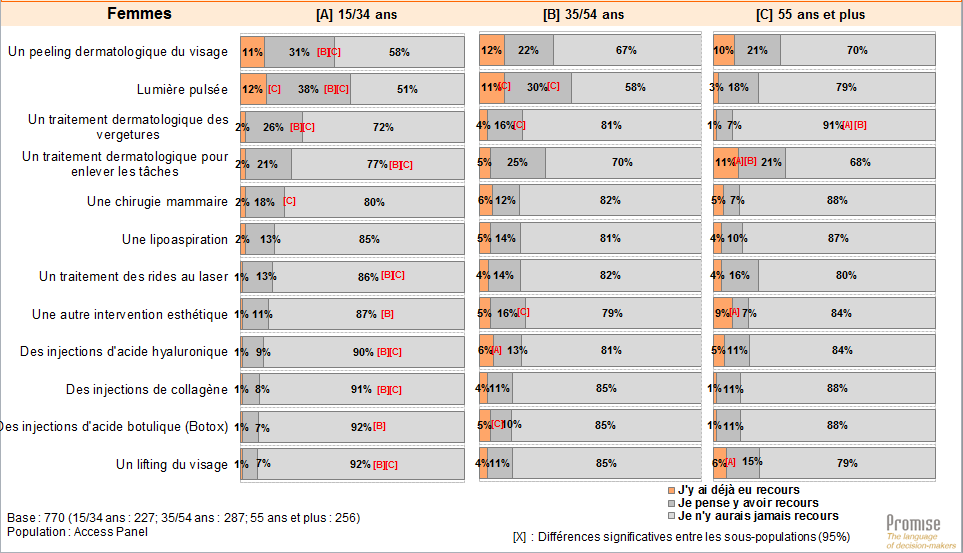 Femmes [A] 15/34 ans [B] 35/54 ans [C] 55 ans et plus
Un peeling dermatologique du visage 11% 31% [B][C] 58% 12% 22% 67% 10% 21% 70%
Lumière pulsée 12% [C] 38% [B][C] 51% 11% [C] 30% [C] 58% 3% 18% 79%
Un traitement dermatologique des
vergetures 2% 26% [B][C] 72% 4% 16% [C] 81% 1% 7% 91% [A][B]
Un traitement dermatologique pour
enlever les tâches 2% 21% 77% [B][C] 5% 25% 70% 11% [A][B] 21% 68%
Une chirugie mammaire 2% 18% [C] 80% 6% 12% 82% 5% 7% 88%
Une lipoaspiration 2% 13% 85% 5% 14% 81% 4% 10% 87%
Un traitement des rides au laser 1% 13% 86% [B][C] 4% 14% 82% 4% 16% 80%
Une autre intervention esthétique 1% 11% 87% [B] 5% 16% [C] 79% 9% [A] 7% 84%
Des injections d'acide hyaluronique 1% 9% 90% [B][C] 6% [A] 13% 81% 5% 11% 84%
Des injections de collagène 1% 8% 91% [B][C] 4% 11% 85% 1% 11% 88%
Des injections d'acide botulique (Botox) 1% 7% 92% [B] 5% [C] 10% 85% 1% 11% 88%
Un lifting du visage 1% 7% 92% [B][C] 4% 11% 85% 6% [A] 15% 79%
J'y ai déjà eu recours
Je pense y avoir recours
Je n'y aurais jamais recours
Base : 770 (15/34 ans : 227; 35/54 ans : 287; 55 ans et plus : 256)
Population : Access Panel
[X] : Différences significatives entre les sous-populations (95%)
Promise
The language
of decision-makers